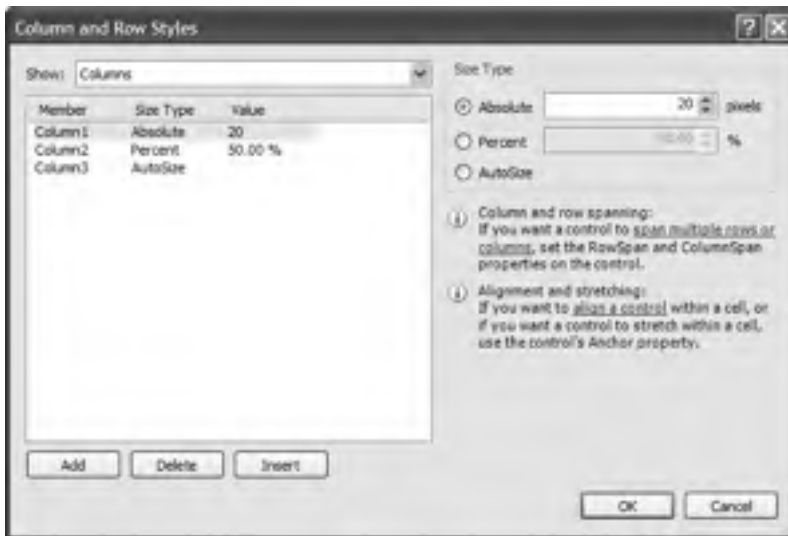 Column and Row Styles
Show: Columns
Member Size Type Value
Column1 Absolute 20
Column2 Percent 50.00 %
Column3 AutoSize
Add Delete Insert
Size Type
Absolute 20 pixels
Percent %
AutoSize
Column and row spanning:
If you want a control to span multiple rows or
columns, set the RowSpan and ColumnSpan
properties on the control.
Alignment and stretching:
If you want to align a control within a cell, or
if you want a control to stretch within a cell,
use the control's Anchor property.
OK Cancel